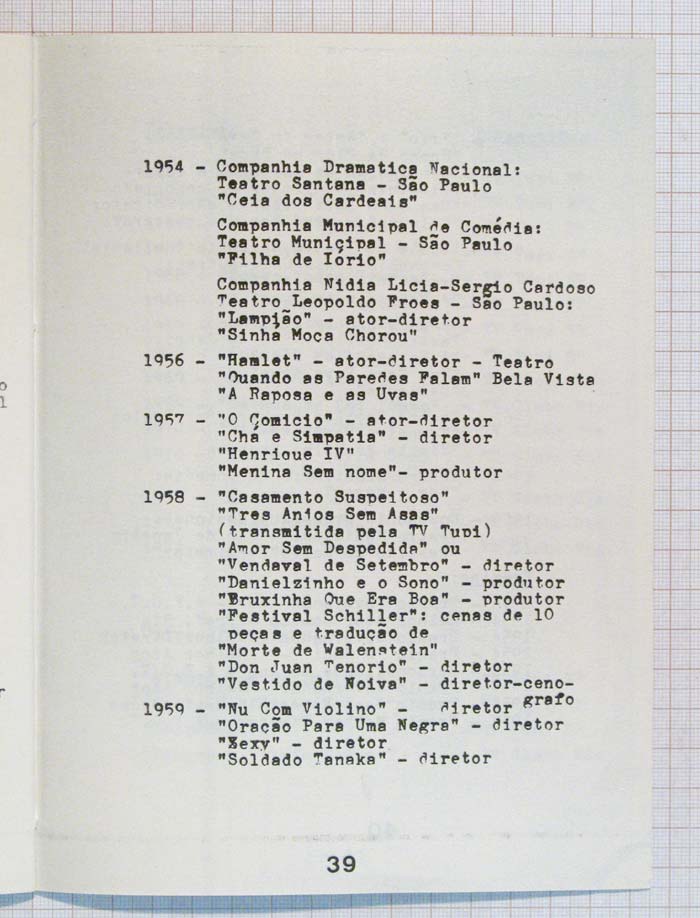 1954 - Companhia Dramatica Nacional:
Teatro Santana - São Paulo
"Ceia dos Cardeais"
Companhia Municipal de Comédia:
Teatro Municipal - São Paulo
"Filha de Iório"
Companhia Nidia Licia-Sergio Cardoso
Teatro Leopoldo Froes - São Paulo:
"Lampião" - ator-diretor
"Sinhá Moça Chorou"
1956 - "Hamlet" - ator-diretor - Teatro
"Quando as Paredes Falam" Bela Vista
"A Raposa e as Uvas"
1957 - "O Comicio" - ator-diretor
"Chá e Simpatia" - diretor
"Henrique IV"
"Menina Sem nome"- produtor
1958 - "Casamento Suspeitoso"
"Tres Anjos Sem Asas"
(transmitida pela TV Tupi)
"Amor Sem Despedida" ou
"Vendaval de Setembro" - diretor
"Danielzinho e o Sono" - produtor
"Bruxinha Que Era Boa" - produtor
"Festival Schiller": cenas de 10
peças e tradução de
"Morte de Walenstein"
"Don Juan Tenorio" - diretor
"Vestido de Noiva" - diretor-ceno-
grafo
1959 - "Nu Com Violino" - diretor
"Oração Para Uma Negra" - diretor
"Sexy" - diretor
"Soldado Tanaka" - diretor
39